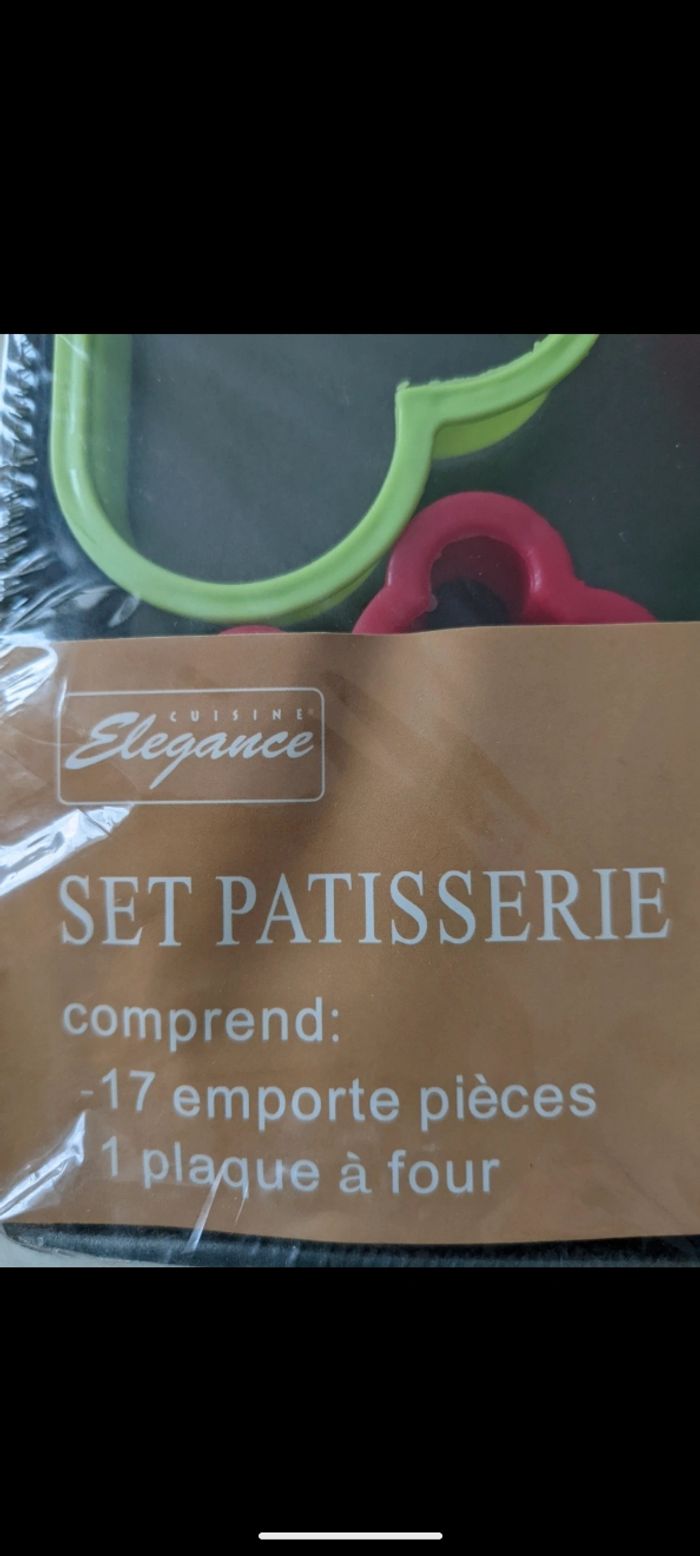 CUISINE®
Elegance
SET PATISSERIE
comprend:
-17 emporte pièces
1 plaque à four